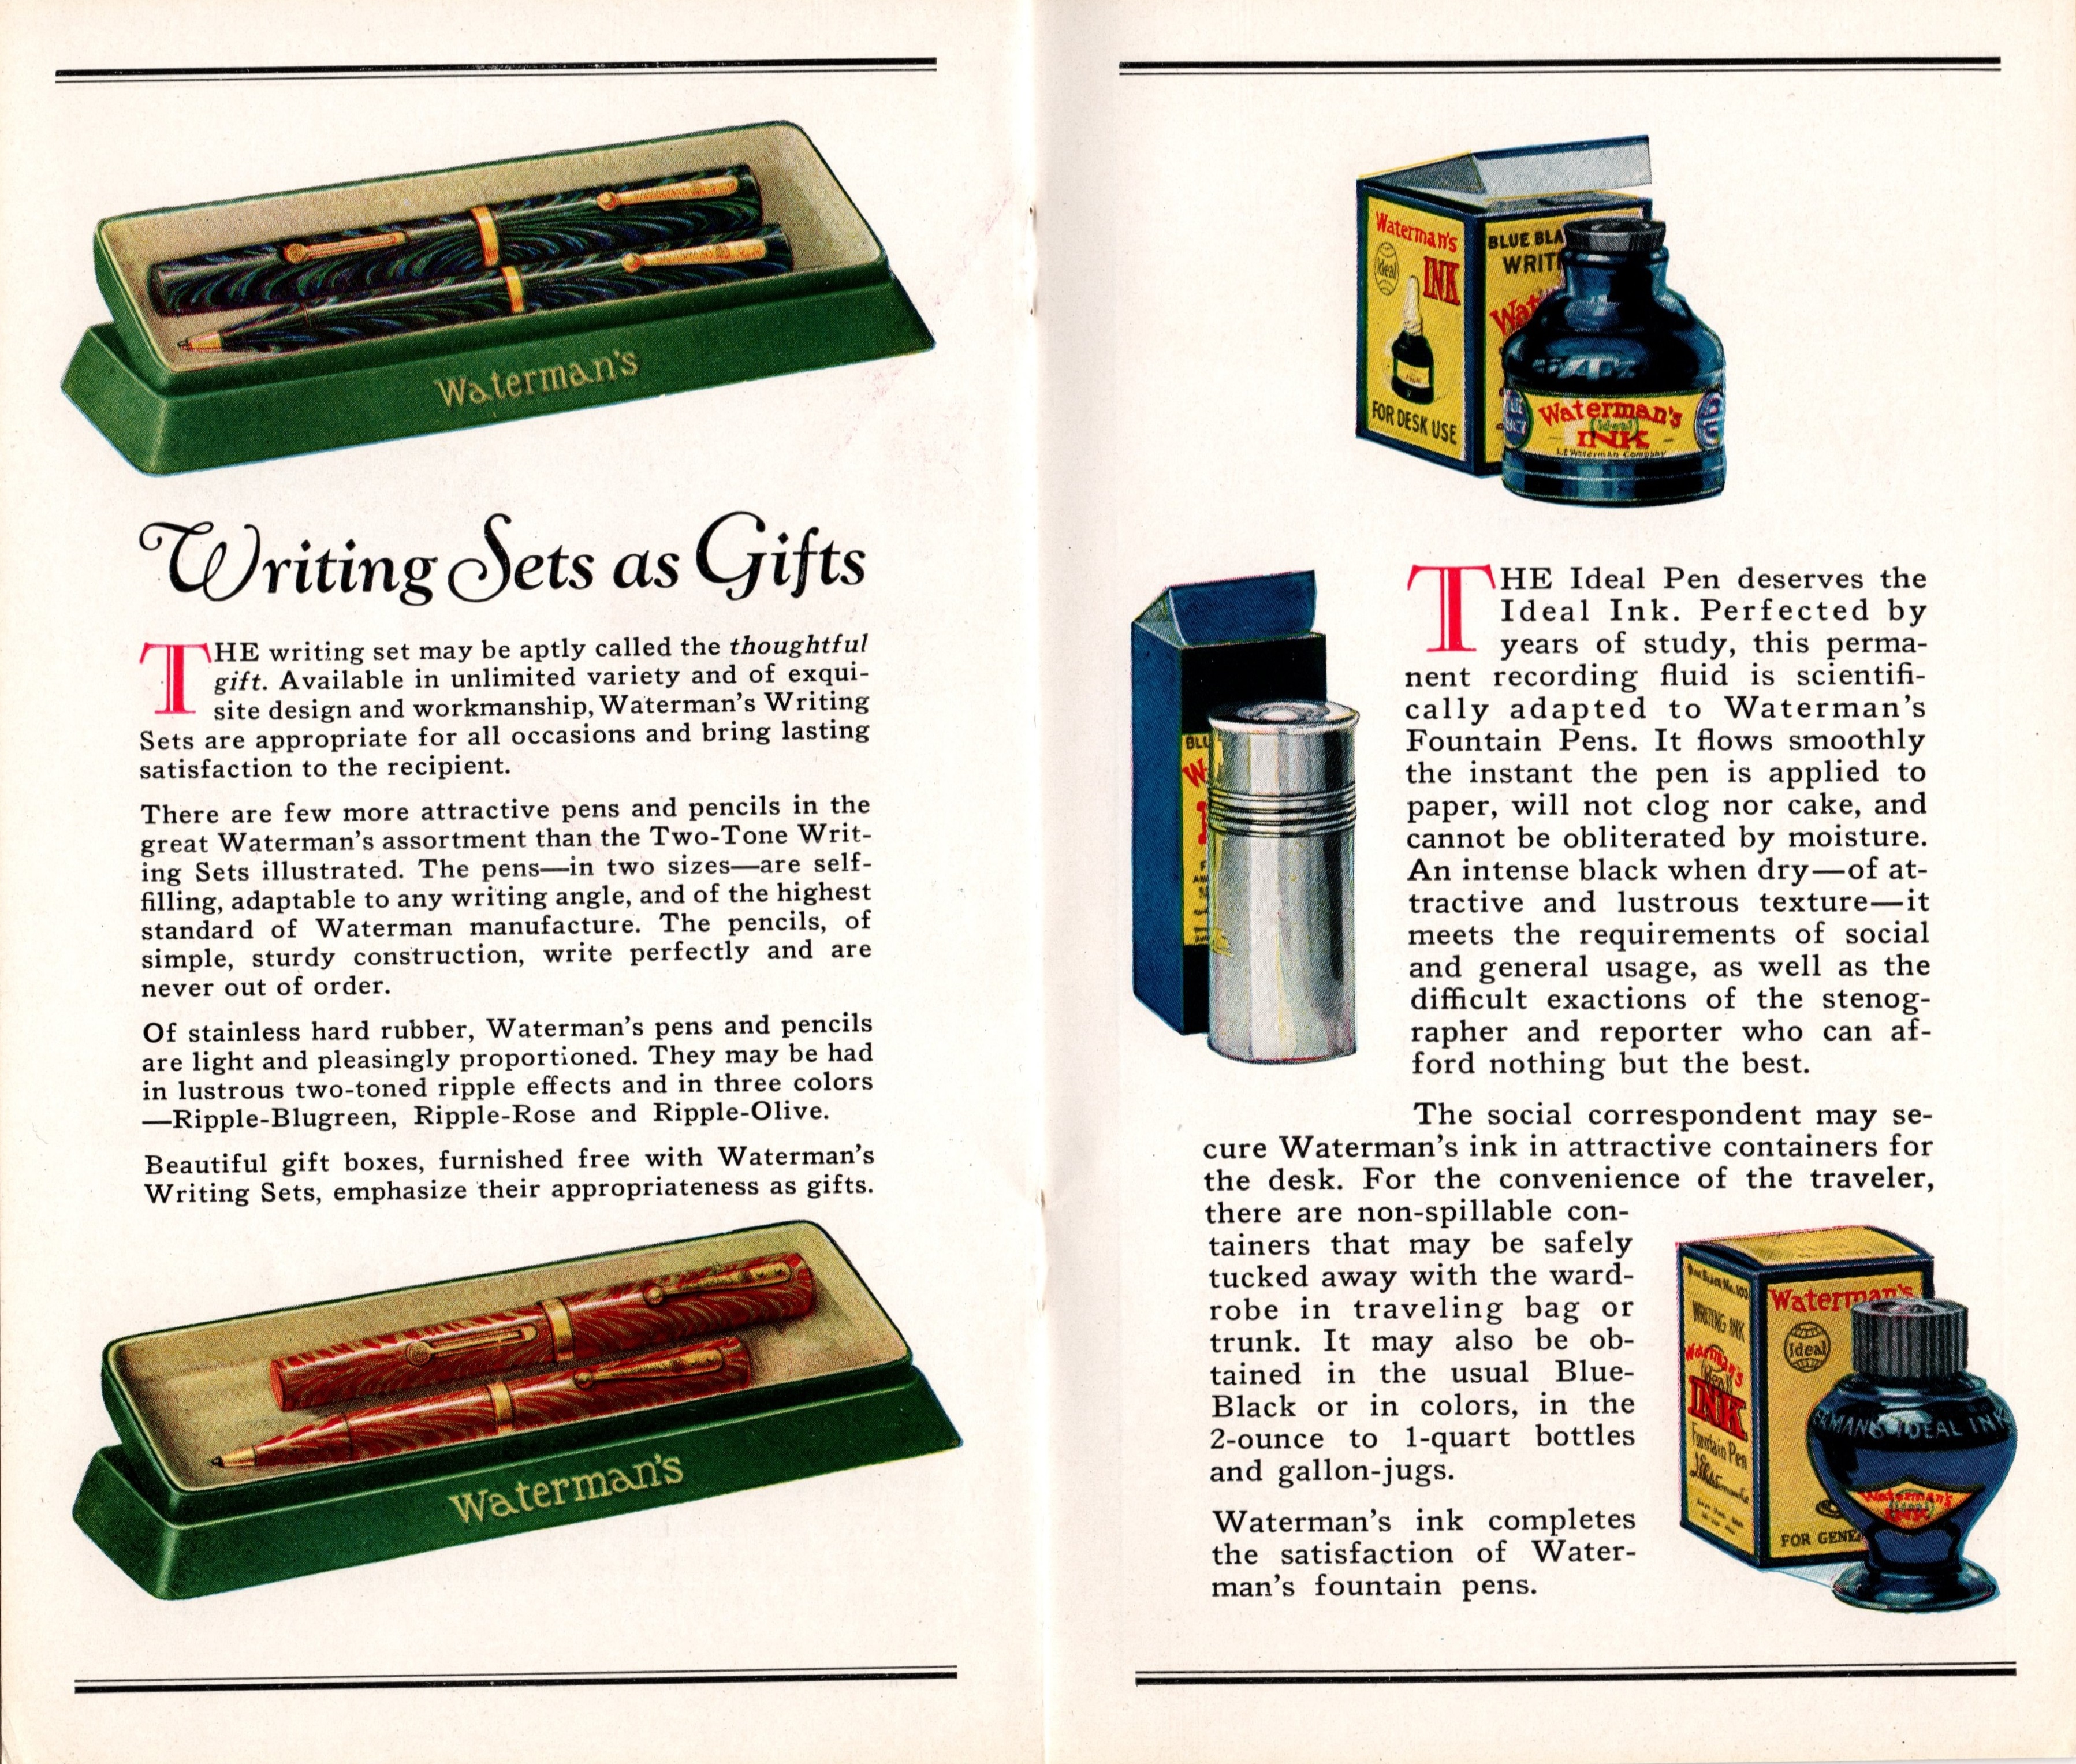 Waterman's
Writing Sets as Gifts
THE writing set may be aptly called the thoughtful
gift. Available in unlimited variety and of exqui-
site design and workmanship, Waterman's Writing
Sets are appropriate for all occasions and bring lasting
satisfaction to the recipient.
There are few more attractive pens and pencils in the
great Waterman's assortment than the Two-Tone Writ-
ing Sets illustrated. The pens—in two sizes—are self-
filling, adaptable to any writing angle, and of the highest
standard of Waterman manufacture. The pencils, of
simple, sturdy construction, write perfectly and are
never out of order.
Of stainless hard rubber, Waterman's pens and pencils
are light and pleasingly proportioned. They may be had
in lustrous two-toned ripple effects and in three colors
—Ripple-Blugreen, Ripple-Rose and Ripple-Olive.
Beautiful gift boxes, furnished free with Waterman's
Writing Sets, emphasize their appropriateness as gifts.
Waterman's
Waterman's
Ideal
INK
FOR DESK USE
BLUE BLA
WRIT
Wat
Waterman's
Ideal
INK
L.E. Waterman Company
THE Ideal Pen deserves the
Ideal Ink. Perfected by
years of study, this perma-
nent recording fluid is scientifi-
cally adapted to Waterman's
Fountain Pens. It flows smoothly
the instant the pen is applied to
paper, will not clog nor cake, and
cannot be obliterated by moisture.
An intense black when dry—of at-
tractive and lustrous texture—it
meets the requirements of social
and general usage, as well as the
difficult exactions of the stenog-
rapher and reporter who can af-
ford nothing but the best.
The social correspondent may se-
cure Waterman's ink in attractive containers for
the desk. For the convenience of the traveler,
there are non-spillable con-
tainers that may be safely
tucked away with the ward-
robe in traveling bag or
trunk. It may also be ob-
tained in the usual Blue-
Black or in colors, in the
2-ounce to 1-quart bottles
and gallon-jugs.
Waterman's ink completes
the satisfaction of Water-
man's fountain pens.
BLU
W
WRITING INK
Waterman's
Ideal
INK
Fountain Pen
Waterman's
Ideal
FOR GENE
ERMANS IDEAL INK
Waterman's
Ideal
INK